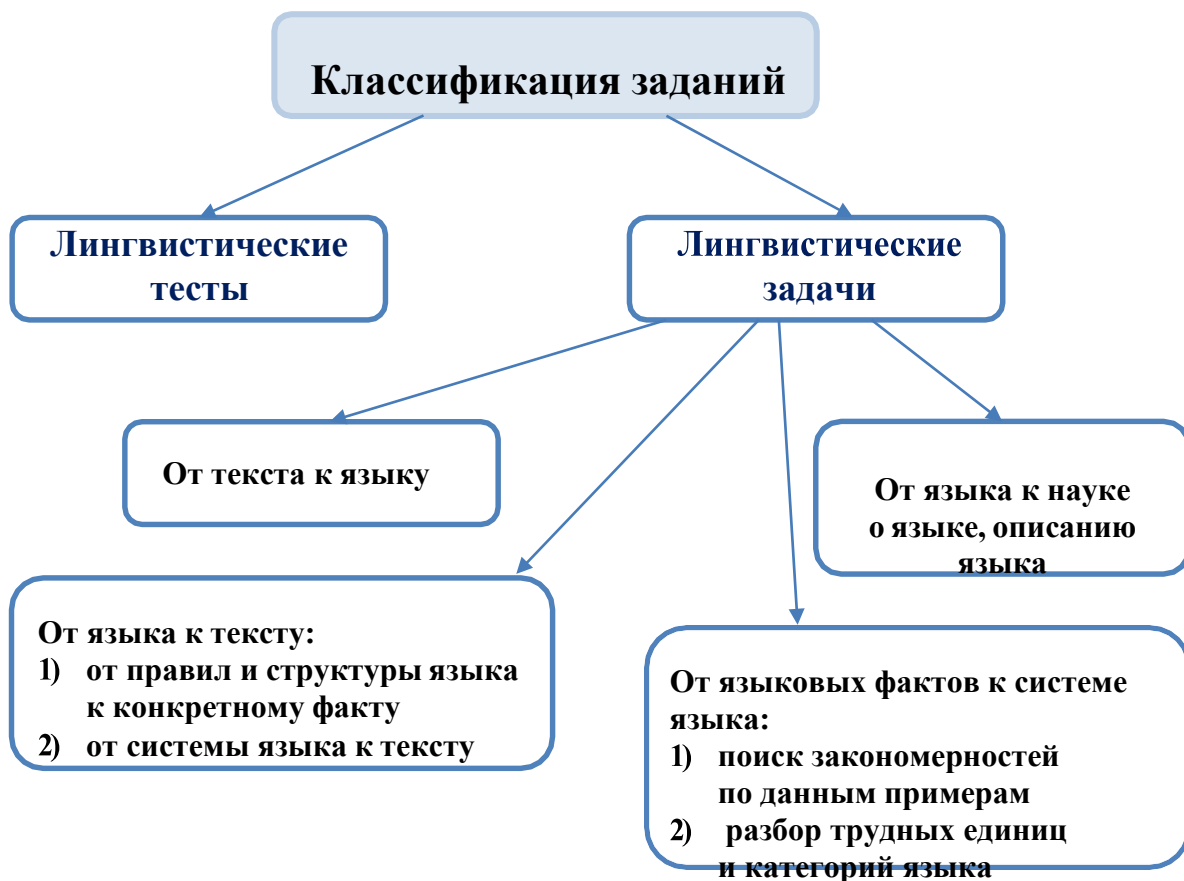 Классификация заданий
Лингвистические
тесты
Лингвистические
задачи
От текста к языку
От языка к науке
о языке, описанию
языка
От языка к тексту:
1) от правил и структуры языка
к конкретному факту
2) от системы языка к тексту
От языковых фактов к системе
языка:
1) поиск закономерностей
по данным примерам
2) разбор трудных единиц
и категорий языка